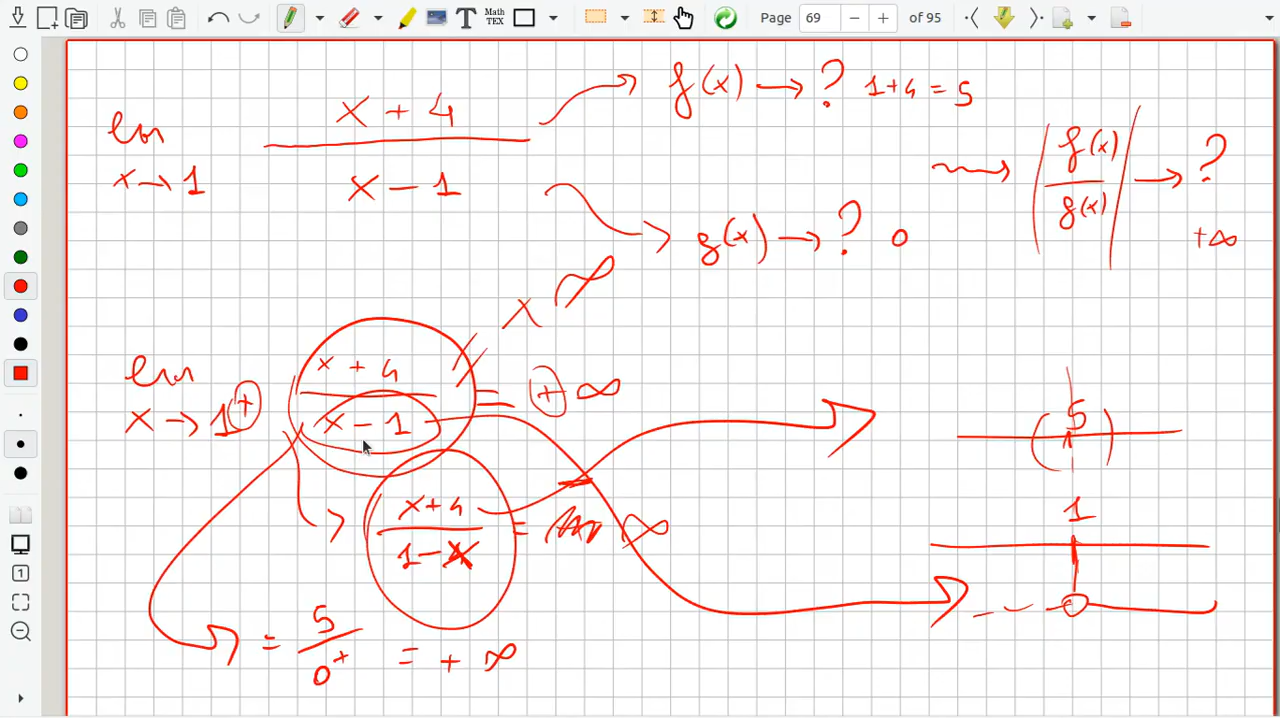 Math
TEX
T
Page 69 of 95
lim x→1 (x + 4)/(x − 1)
f(x) → ? 1+4 = 5
g(x) → ? 0
|f(x)/g(x)| → ?
+∞
x ∞
lim x→1⁺ (x + 4)/(x − 1) = + ∞
(x+4)/(1−x) = ∞
= 5/0⁺ = + ∞
5
1